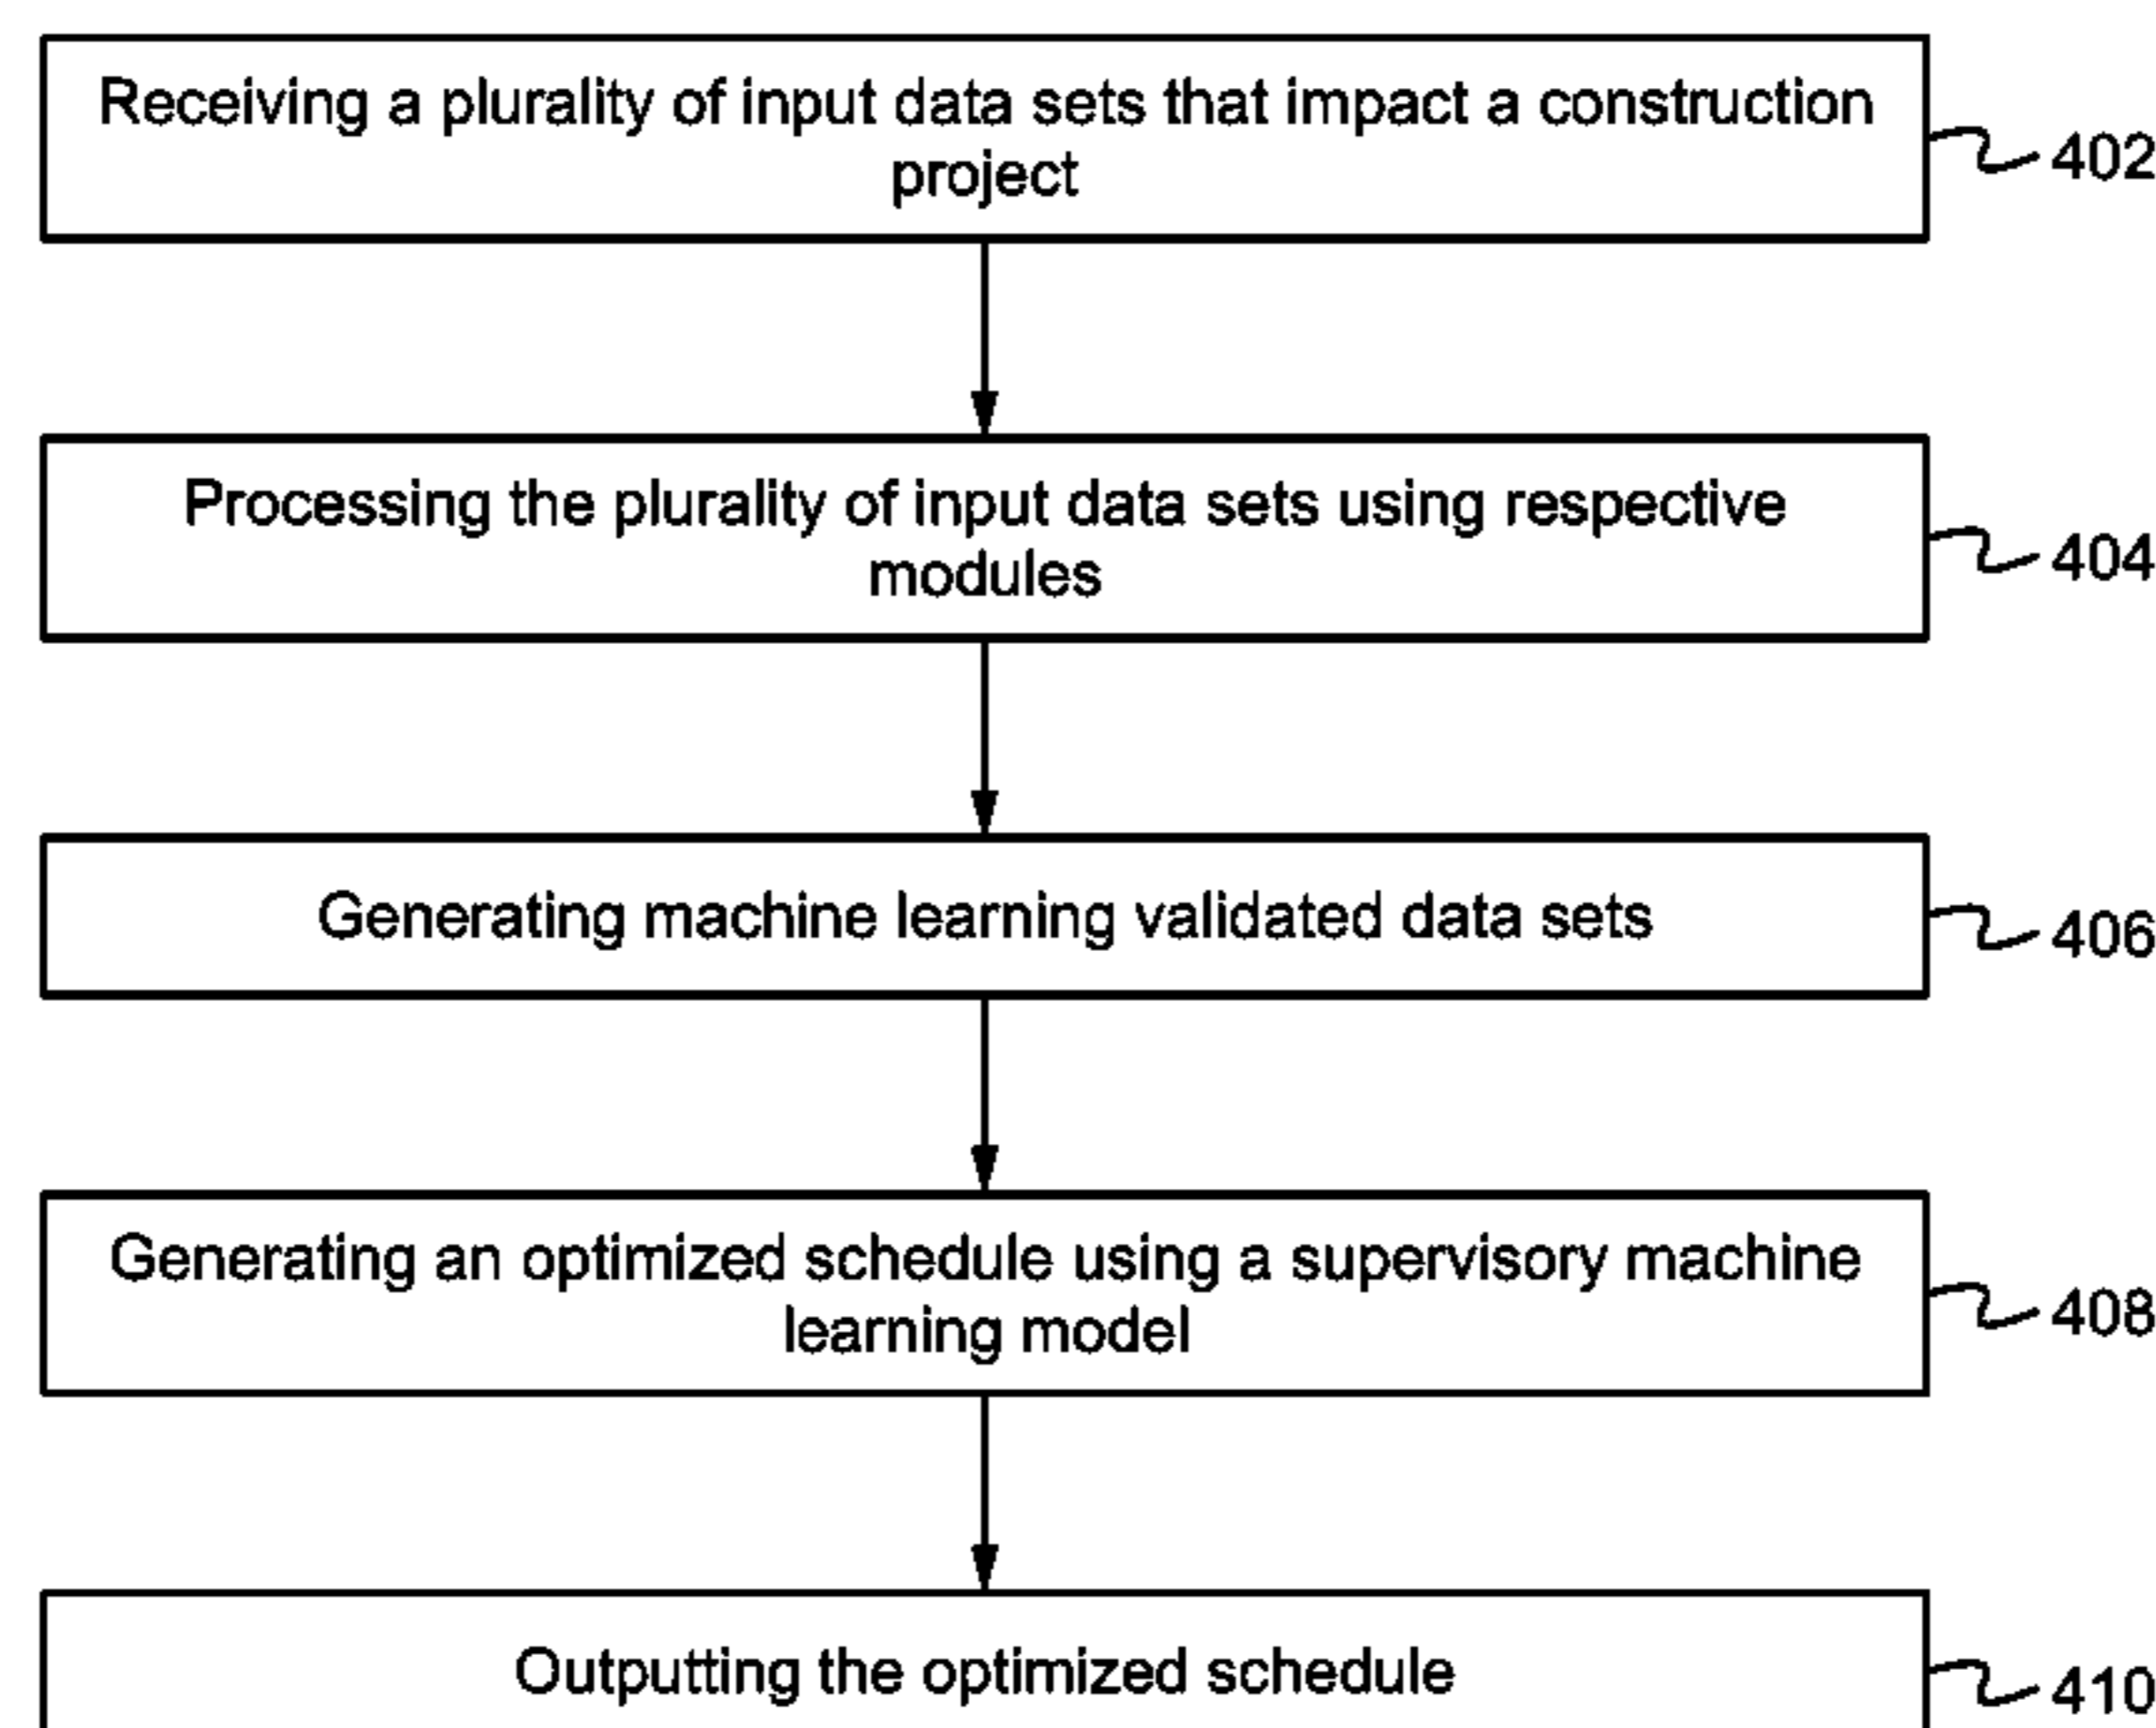 Receiving a plurality of input data sets that impact a construction
project
402
Processing the plurality of input data sets using respective
modules
404
Generating machine learning validated data sets
406
Generating an optimized schedule using a supervisory machine
learning model
408
Outputting the optimized schedule
410